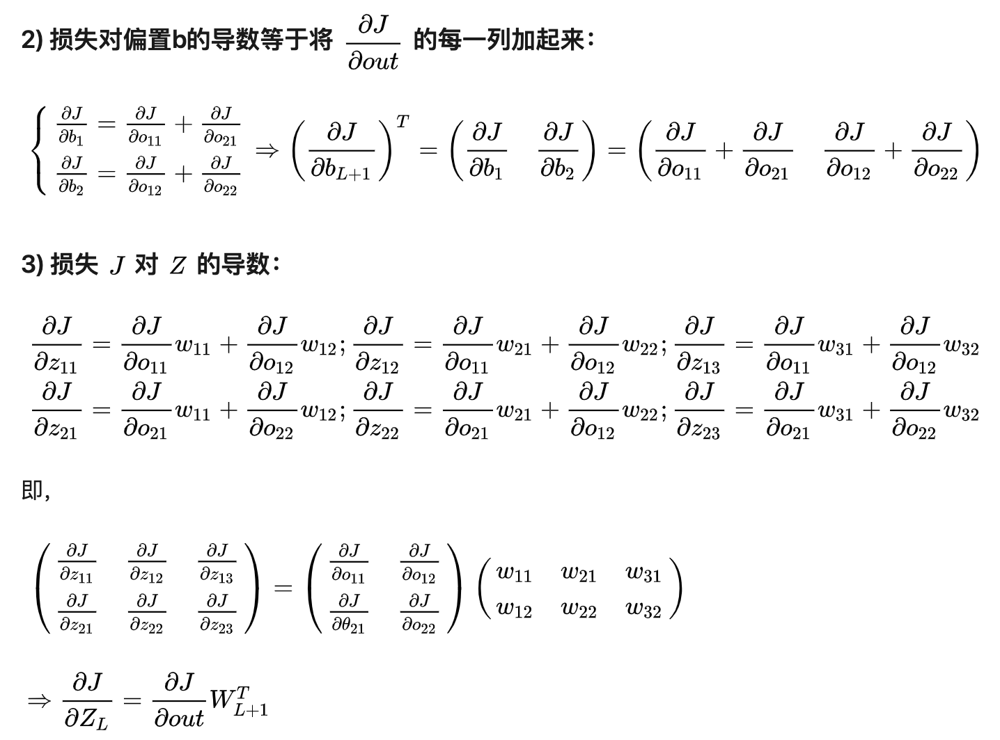 2) 损失对偏置b的导数等于将 $\frac{\partial J}{\partial out}$ 的每一列加起来：
$\left\{ \begin{array}{l} \frac{\partial J}{\partial b_1} = \frac{\partial J}{\partial o_{11}} + \frac{\partial J}{\partial o_{21}} \\ \frac{\partial J}{\partial b_2} = \frac{\partial J}{\partial o_{12}} + \frac{\partial J}{\partial o_{22}} \end{array} \right. \Rightarrow \left( \frac{\partial J}{\partial b_{L+1}} \right)^T = \left( \frac{\partial J}{\partial b_1} \quad \frac{\partial J}{\partial b_2} \right) = \left( \frac{\partial J}{\partial o_{11}} + \frac{\partial J}{\partial o_{21}} \quad \frac{\partial J}{\partial o_{12}} + \frac{\partial J}{\partial o_{22}} \right)$
3) 损失 $J$ 对 $Z$ 的导数：
$\frac{\partial J}{\partial z_{11}} = \frac{\partial J}{\partial o_{11}} w_{11} + \frac{\partial J}{\partial o_{12}} w_{12}; \frac{\partial J}{\partial z_{12}} = \frac{\partial J}{\partial o_{11}} w_{21} + \frac{\partial J}{\partial o_{12}} w_{22}; \frac{\partial J}{\partial z_{13}} = \frac{\partial J}{\partial o_{11}} w_{31} + \frac{\partial J}{\partial o_{12}} w_{32}$
$\frac{\partial J}{\partial z_{21}} = \frac{\partial J}{\partial o_{21}} w_{11} + \frac{\partial J}{\partial o_{22}} w_{12}; \frac{\partial J}{\partial z_{22}} = \frac{\partial J}{\partial o_{21}} w_{21} + \frac{\partial J}{\partial o_{12}} w_{22}; \frac{\partial J}{\partial z_{23}} = \frac{\partial J}{\partial o_{21}} w_{31} + \frac{\partial J}{\partial o_{22}} w_{32}$
即，
$\begin{pmatrix} \frac{\partial J}{\partial z_{11}} & \frac{\partial J}{\partial z_{12}} & \frac{\partial J}{\partial z_{13}} \\ \frac{\partial J}{\partial z_{21}} & \frac{\partial J}{\partial z_{22}} & \frac{\partial J}{\partial z_{23}} \end{pmatrix} = \begin{pmatrix} \frac{\partial J}{\partial o_{11}} & \frac{\partial J}{\partial o_{12}} \\ \frac{\partial J}{\partial \theta_{21}} & \frac{\partial J}{\partial o_{22}} \end{pmatrix} \begin{pmatrix} w_{11} & w_{21} & w_{31} \\ w_{12} & w_{22} & w_{32} \end{pmatrix}$
$\Rightarrow \frac{\partial J}{\partial Z_L} = \frac{\partial J}{\partial out} W_{L+1}^T$